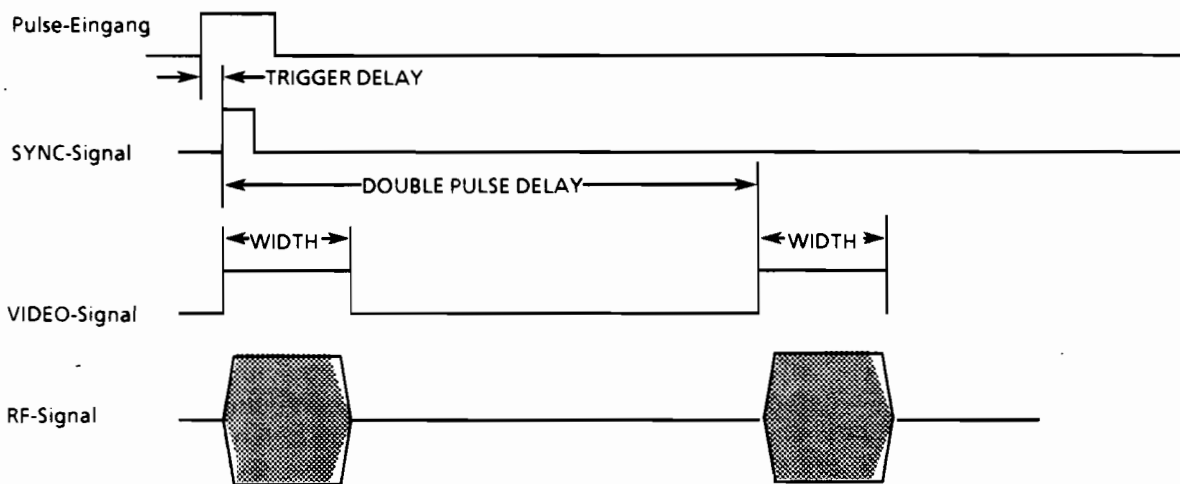 Pulse-Eingang
TRIGGER DELAY
SYNC-Signal
DOUBLE PULSE DELAY
WIDTH
WIDTH
VIDEO-Signal
RF-Signal